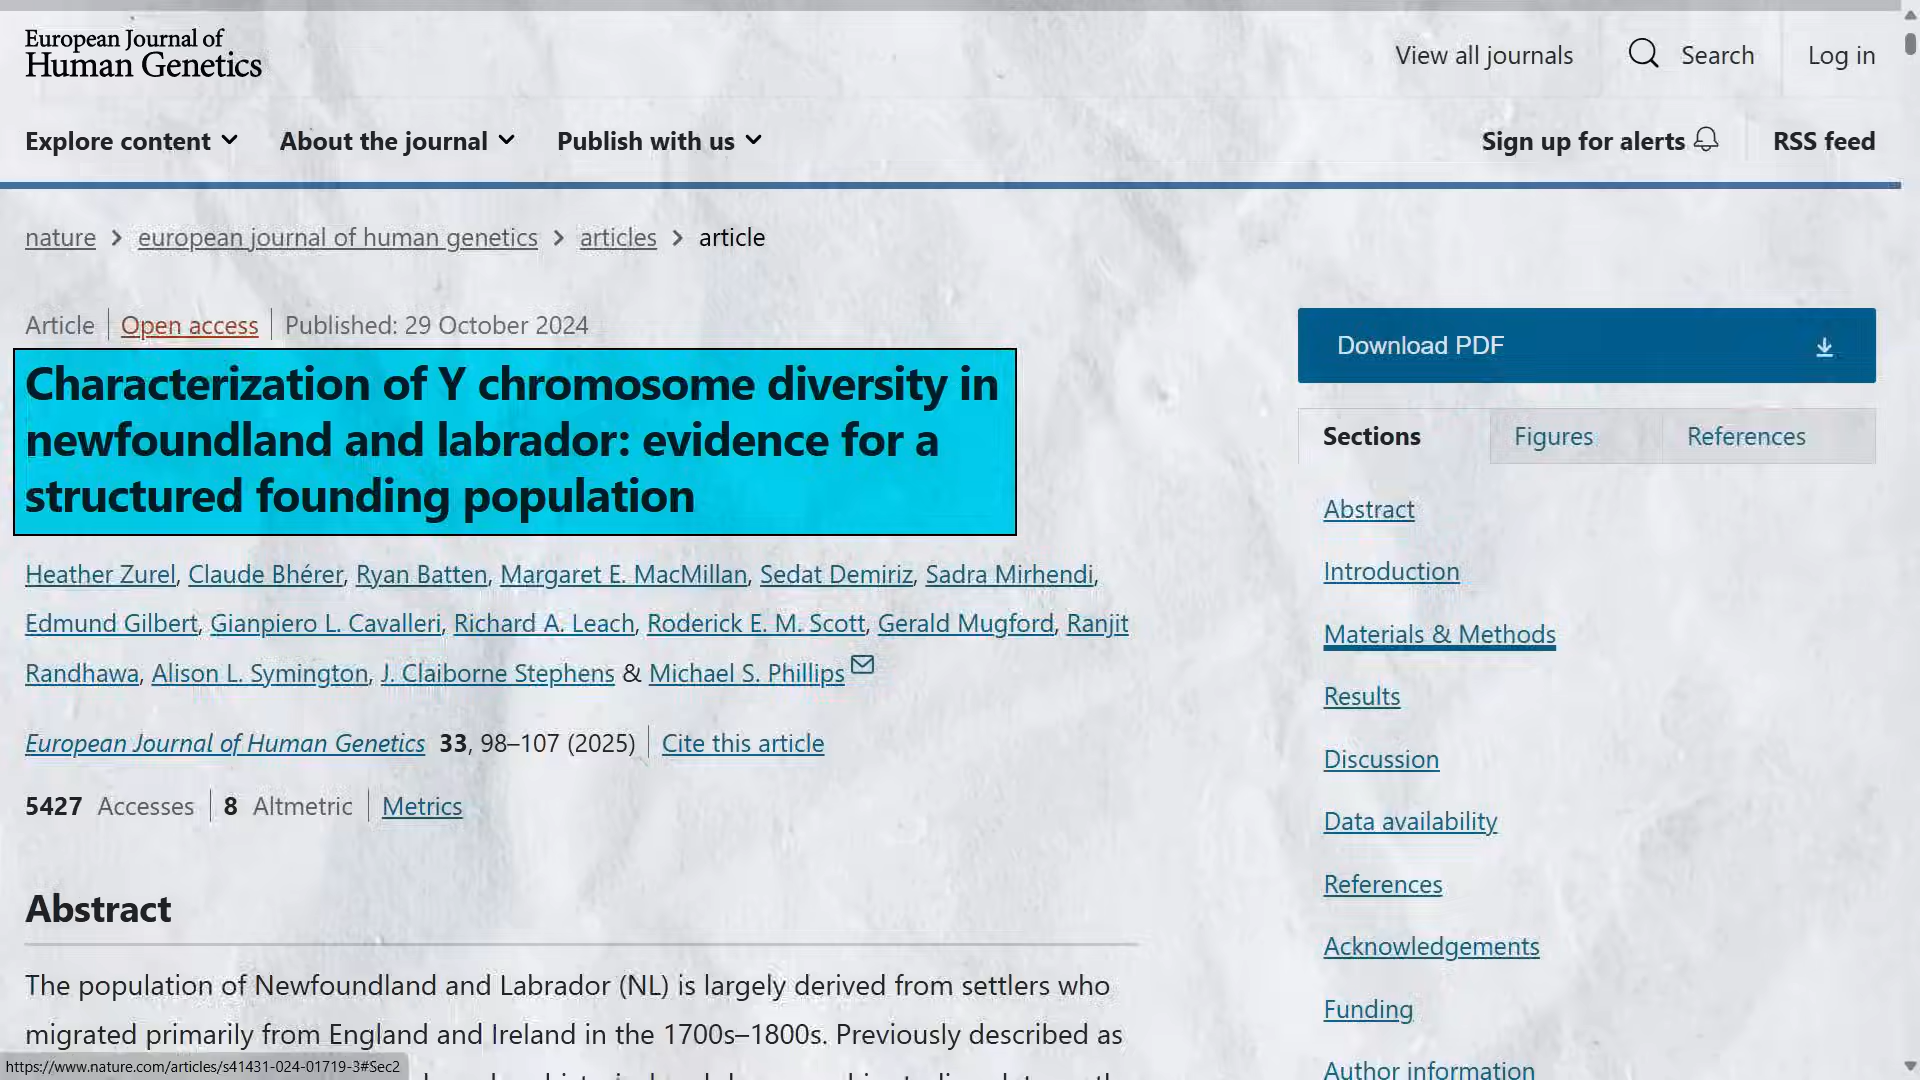 European Journal of
Human Genetics
View all journals
Search
Log in
Explore content
About the journal
Publish with us
Sign up for alerts
RSS feed
nature > european journal of human genetics > articles > article
Article
Open access
Published: 29 October 2024
Characterization of Y chromosome diversity in
newfoundland and labrador: evidence for a
structured founding population
Heather Zurel, Claude Bhérer, Ryan Batten, Margaret E. MacMillan, Sedat Demiriz, Sadra Mirhendi,
Edmund Gilbert, Gianpiero L. Cavalleri, Richard A. Leach, Roderick E. M. Scott, Gerald Mugford, Ranjit
Randhawa, Alison L. Symington, J. Claiborne Stephens & Michael S. Phillips
European Journal of Human Genetics 33, 98–107 (2025)
Cite this article
5427 Accesses
8 Altmetric
Metrics
Abstract
The population of Newfoundland and Labrador (NL) is largely derived from settlers who
migrated primarily from England and Ireland in the 1700s–1800s. Previously described as
https://www.nature.com/articles/s41431-024-01719-3#Sec2
Download PDF
Sections
Figures
References
Abstract
Introduction
Materials & Methods
Results
Discussion
Data availability
References
Acknowledgements
Funding
Author information